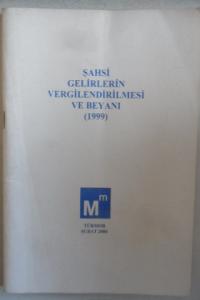 ŞAHSİ
GELİRLERİN
VERGİLENDİRİLMESİ
VE BEYANI
(1999)
Mm
TÜRMOB
ŞUBAT 2000